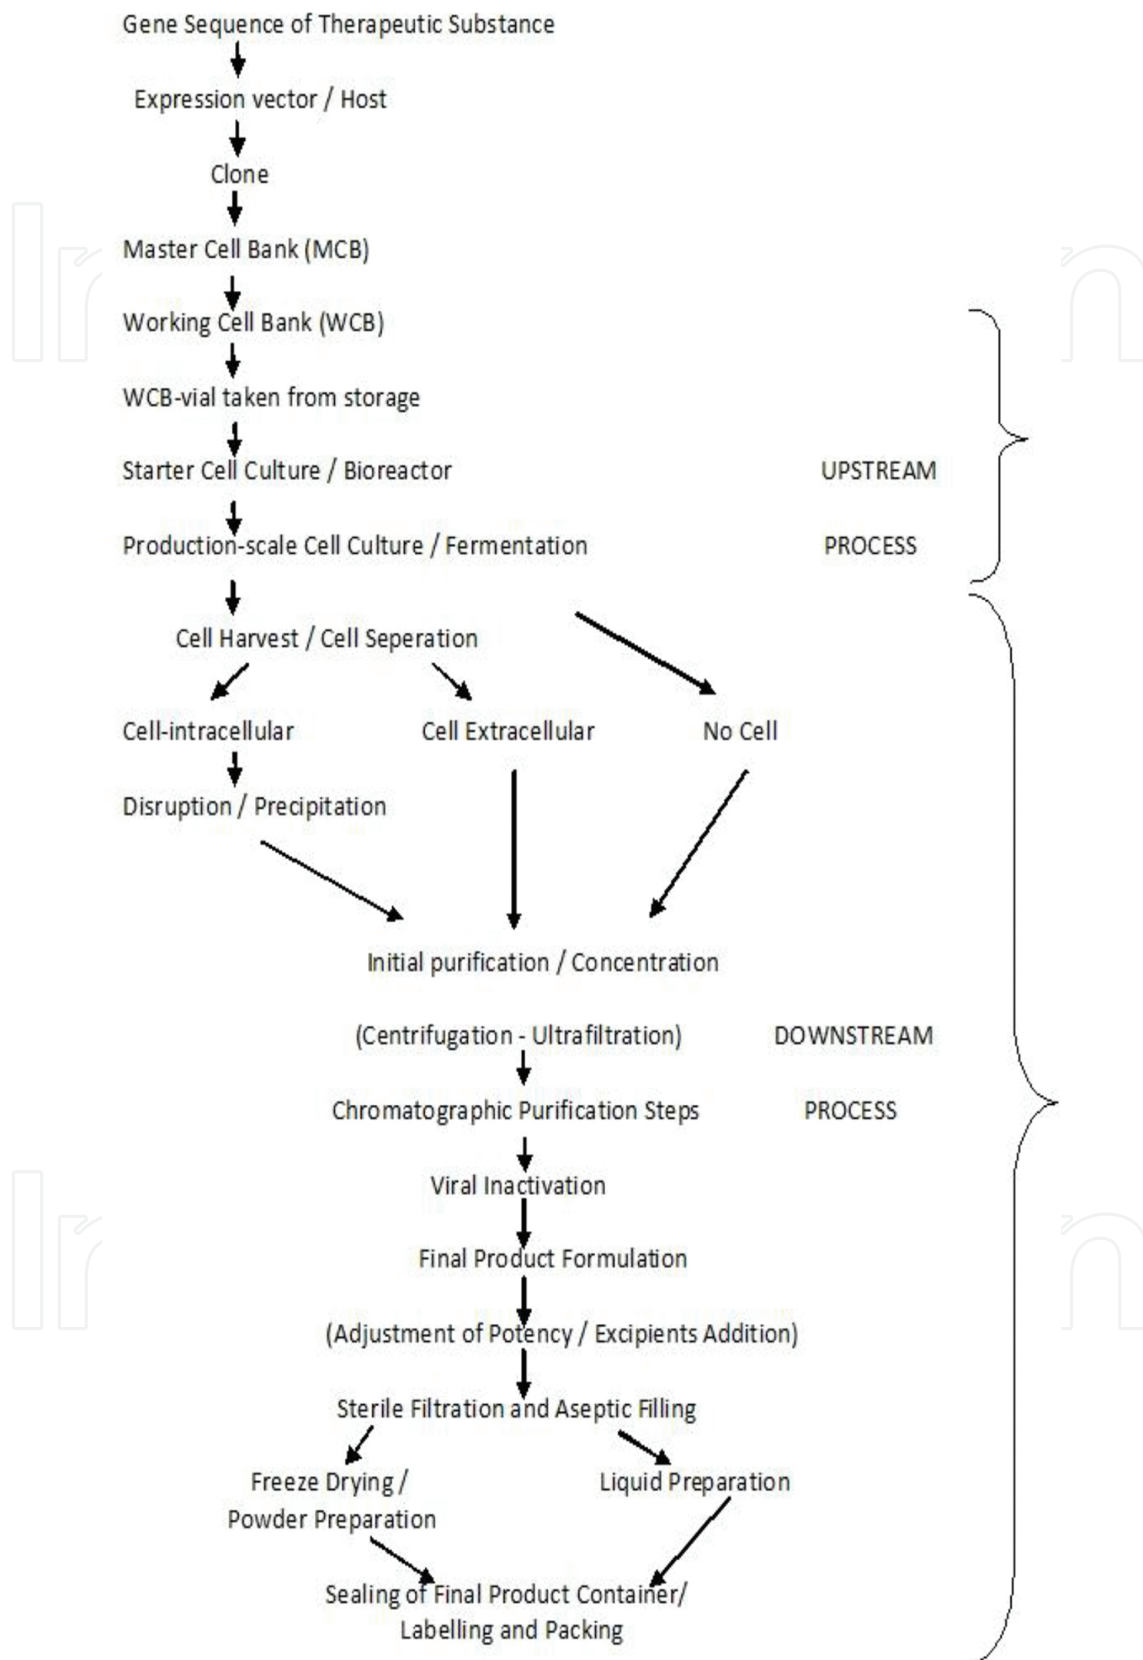 Gene Sequence of Therapeutic Substance
Expression vector / Host
Clone
Master Cell Bank (MCB)
Working Cell Bank (WCB)
WCB-vial taken from storage
Starter Cell Culture / Bioreactor
UPSTREAM
Production-scale Cell Culture / Fermentation
PROCESS
Cell Harvest / Cell Seperation
Cell-intracellular
Cell Extracellular
No Cell
Disruption / Precipitation
Initial purification / Concentration
(Centrifugation - Ultrafiltration)
DOWNSTREAM
Chromatographic Purification Steps
PROCESS
Viral Inactivation
Final Product Formulation
(Adjustment of Potency / Excipients Addition)
Sterile Filtration and Aseptic Filling
Freeze Drying /
Powder Preparation
Liquid Preparation
Sealing of Final Product Container/
Labelling and Packing